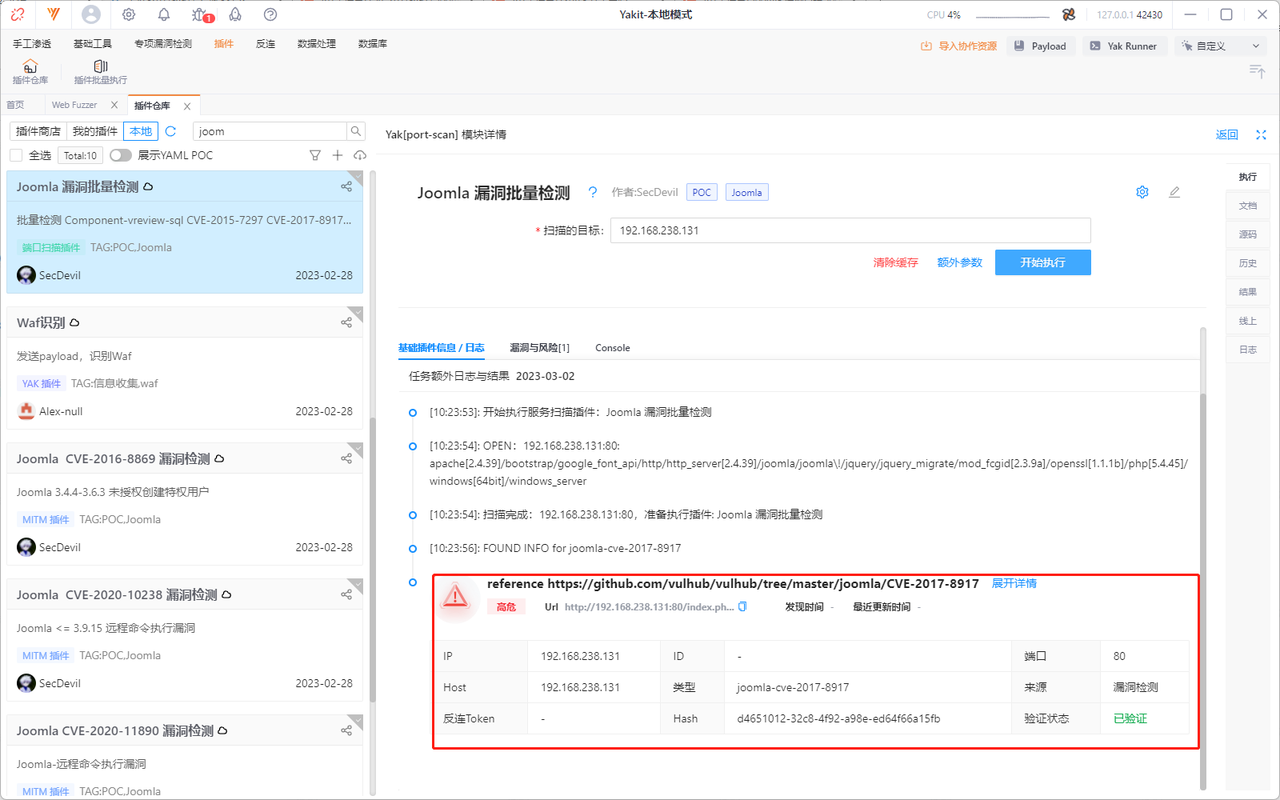 1
Yakit-本地模式
CPU 4%
127.0.0.1 42430
手工渗透 基础工具 专项漏洞检测 插件 反连 数据处理 数据库
导入协作资源 Payload Yak Runner 自定义
插件仓库 插件批量执行
首页 Web Fuzzer 插件仓库
插件商店 我的插件 本地 joom
全选 Total:10 展示YAML POC
Joomla 漏洞批量检测
批量检测 Component-vreview-sql CVE-2015-7297 CVE-2017-8917...
端口扫描插件 TAG:POC,Joomla
SecDevil 2023-02-28
Waf识别
发送payload，识别Waf
YAK 插件 TAG:信息收集,waf
Alex-null 2023-02-28
Joomla CVE-2016-8869 漏洞检测
Joomla 3.4.4-3.6.3 未授权创建特权用户
MITM 插件 TAG:POC,Joomla
SecDevil 2023-02-28
Joomla CVE-2020-10238 漏洞检测
Joomla <= 3.9.15 远程命令执行漏洞
MITM 插件 TAG:POC,Joomla
SecDevil 2023-02-28
Joomla CVE-2020-11890 漏洞检测
Joomla-远程命令执行漏洞
MITM 插件 TAG:POC,Joomla
Yak[port-scan] 模块详情 返回
Joomla 漏洞批量检测 ? 作者:SecDevil POC Joomla
* 扫描的目标: 192.168.238.131
清除缓存 额外参数 开始执行
执行
文档
源码
历史
结果
线上
日志
基础插件信息 / 日志 漏洞与风险[1] Console
任务额外日志与结果 2023-03-02
[10:23:53]: 开始执行服务扫描插件：Joomla 漏洞批量检测
[10:23:54]: OPEN：192.168.238.131:80:
apache[2.4.39]/bootstrap/google_font_api/http/http_server[2.4.39]/joomla/joomla\!/jquery/jquery_migrate/mod_fcgid[2.3.9a]/openssl[1.1.1b]/php[5.4.45]/
windows[64bit]/windows_server
[10:23:54]: 扫描完成：192.168.238.131:80，准备执行插件: Joomla 漏洞批量检测
[10:23:56]: FOUND INFO for joomla-cve-2017-8917
reference https://github.com/vulhub/vulhub/tree/master/joomla/CVE-2017-8917 展开详情
高危 Url http://192.168.238.131:80/index.ph... 发现时间 - 最近更新时间 -
IP 192.168.238.131 ID - 端口 80
Host 192.168.238.131 类型 joomla-cve-2017-8917 来源 漏洞检测
反连Token - Hash d4651012-32c8-4f92-a98e-ed64f66a15fb 验证状态 已验证